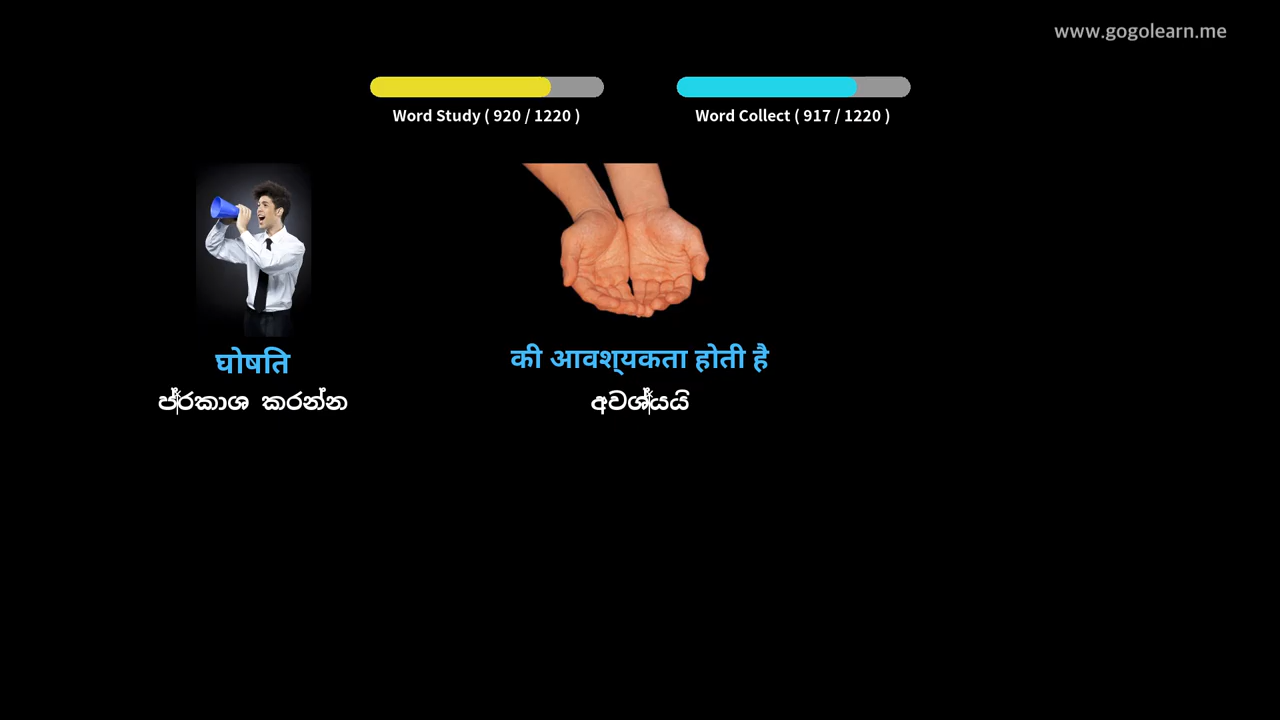 www.gogolearn.me
Word Study ( 920 / 1220 )
Word Collect ( 917 / 1220 )
घोषति
की आवश्यकता होती है
ප්‍රකාශ කරන්න
අවශ්‍යයි